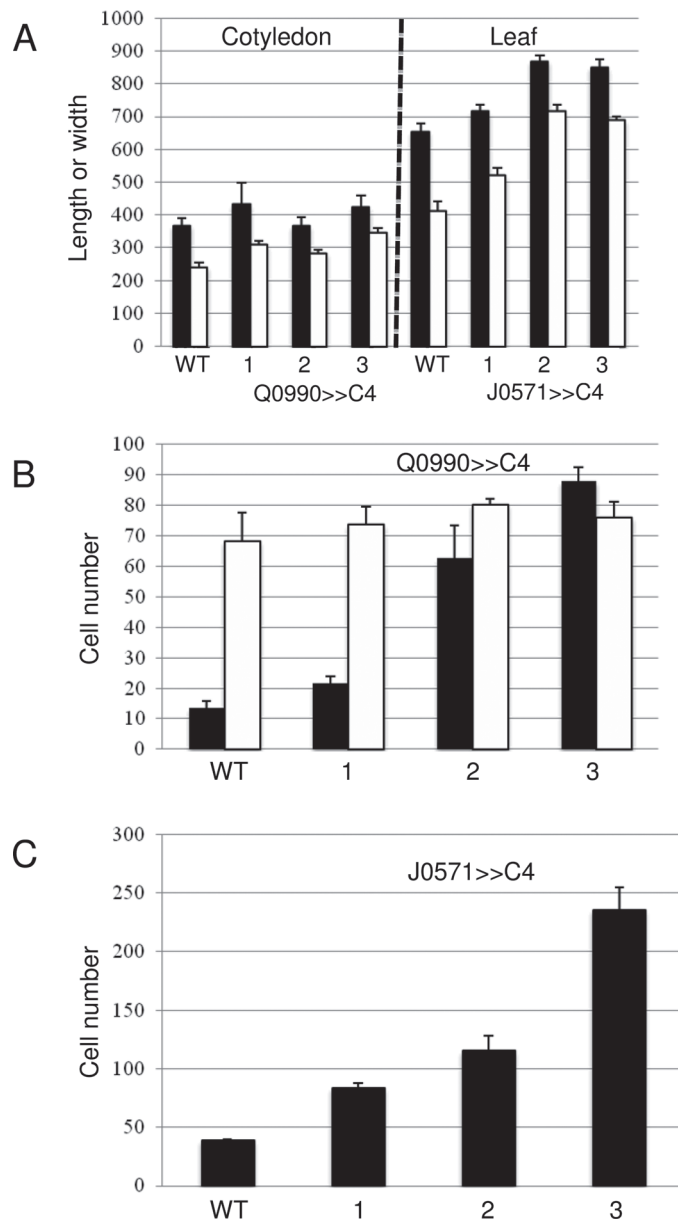 A
Cotyledon
Leaf
Length or width
1000
900
800
700
600
500
400
300
200
100
0
WT 1 2 3 WT 1 2 3
Q0990>>C4 J0571>>C4
B
Q0990>>C4
Cell number
100
90
80
70
60
50
40
30
20
10
0
WT 1 2 3
C
J0571>>C4
Cell number
300
250
200
150
100
50
0
WT 1 2 3